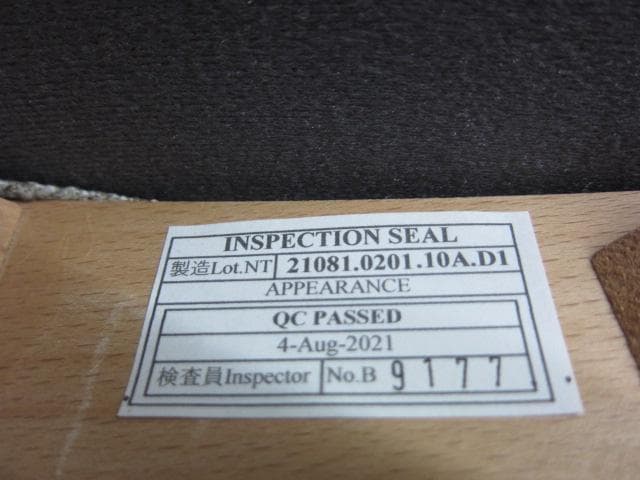 INSPECTION SEAL
製造Lot.NT 21081.0201.10A.D1
APPEARANCE
QC PASSED
4-Aug-2021
検査員Inspector No.B 9177